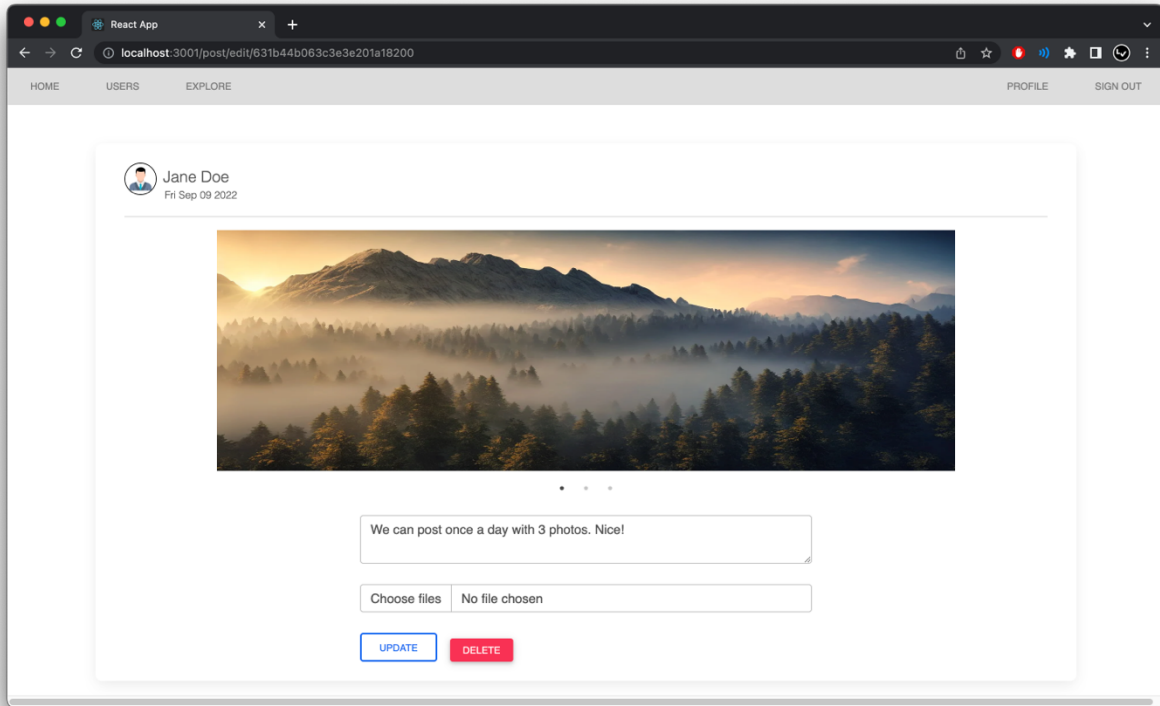 React App
localhost:3001/post/edit/631b44b063c3e3e201a18200
HOME USERS EXPLORE PROFILE SIGN OUT
Jane Doe
Fri Sep 09 2022
We can post once a day with 3 photos. Nice!
Choose files No file chosen
UPDATE DELETE